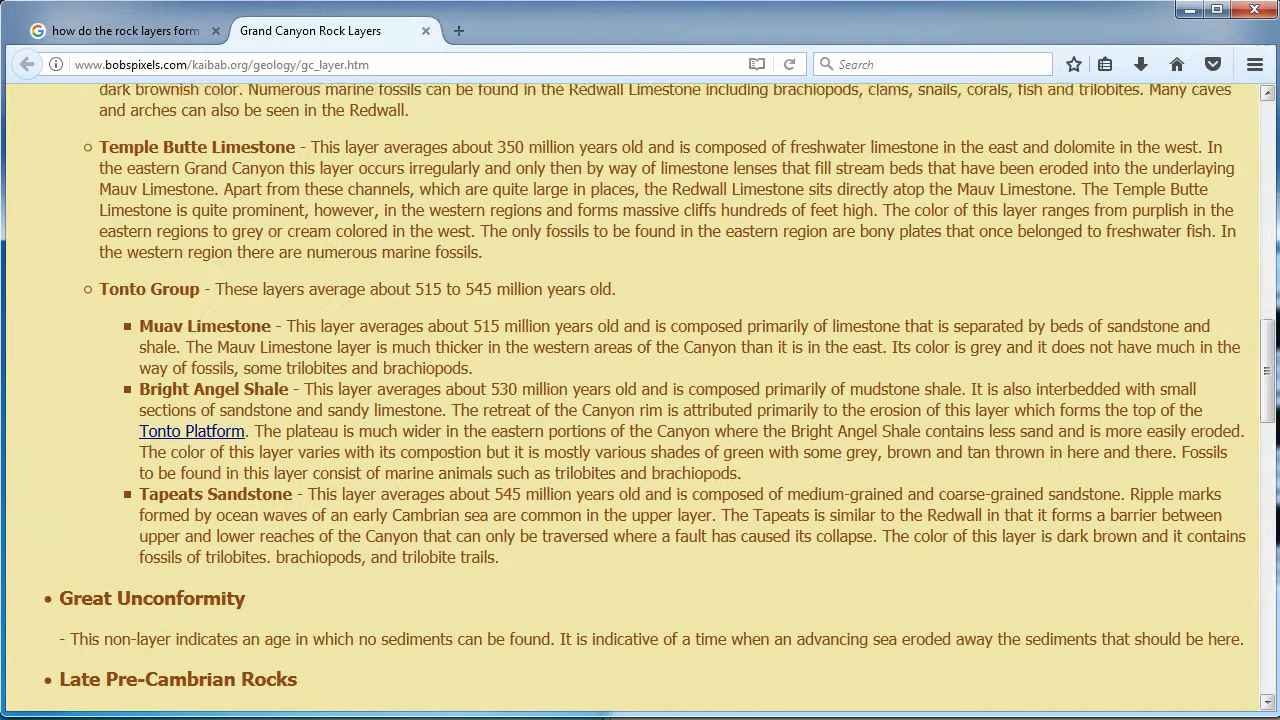 how do the rock layers form
Grand Canyon Rock Layers
www.bobspixels.com/kaibab.org/geology/gc_layer.htm
Search
dark brownish color. Numerous marine fossils can be found in the Redwall Limestone including brachiopods, clams, snails, corals, fish and trilobites. Many caves
and arches can also be seen in the Redwall.
Temple Butte Limestone - This layer averages about 350 million years old and is composed of freshwater limestone in the east and dolomite in the west. In
the eastern Grand Canyon this layer occurs irregularly and only then by way of limestone lenses that fill stream beds that have been eroded into the underlaying
Mauv Limestone. Apart from these channels, which are quite large in places, the Redwall Limestone sits directly atop the Mauv Limestone. The Temple Butte
Limestone is quite prominent, however, in the western regions and forms massive cliffs hundreds of feet high. The color of this layer ranges from purplish in the
eastern regions to grey or cream colored in the west. The only fossils to be found in the eastern region are bony plates that once belonged to freshwater fish. In
the western region there are numerous marine fossils.
Tonto Group - These layers average about 515 to 545 million years old.
Muav Limestone - This layer averages about 515 million years old and is composed primarily of limestone that is separated by beds of sandstone and
shale. The Mauv Limestone layer is much thicker in the western areas of the Canyon than it is in the east. Its color is grey and it does not have much in the
way of fossils, some trilobites and brachiopods.
Bright Angel Shale - This layer averages about 530 million years old and is composed primarily of mudstone shale. It is also interbedded with small
sections of sandstone and sandy limestone. The retreat of the Canyon rim is attributed primarily to the erosion of this layer which forms the top of the
Tonto Platform. The plateau is much wider in the eastern portions of the Canyon where the Bright Angel Shale contains less sand and is more easily eroded.
The color of this layer varies with its compostion but it is mostly various shades of green with some grey, brown and tan thrown in here and there. Fossils
to be found in this layer consist of marine animals such as trilobites and brachiopods.
Tapeats Sandstone - This layer averages about 545 million years old and is composed of medium-grained and coarse-grained sandstone. Ripple marks
formed by ocean waves of an early Cambrian sea are common in the upper layer. The Tapeats is similar to the Redwall in that it forms a barrier between
upper and lower reaches of the Canyon that can only be traversed where a fault has caused its collapse. The color of this layer is dark brown and it contains
fossils of trilobites. brachiopods, and trilobite trails.
Great Unconformity
- This non-layer indicates an age in which no sediments can be found. It is indicative of a time when an advancing sea eroded away the sediments that should be here.
Late Pre-Cambrian Rocks